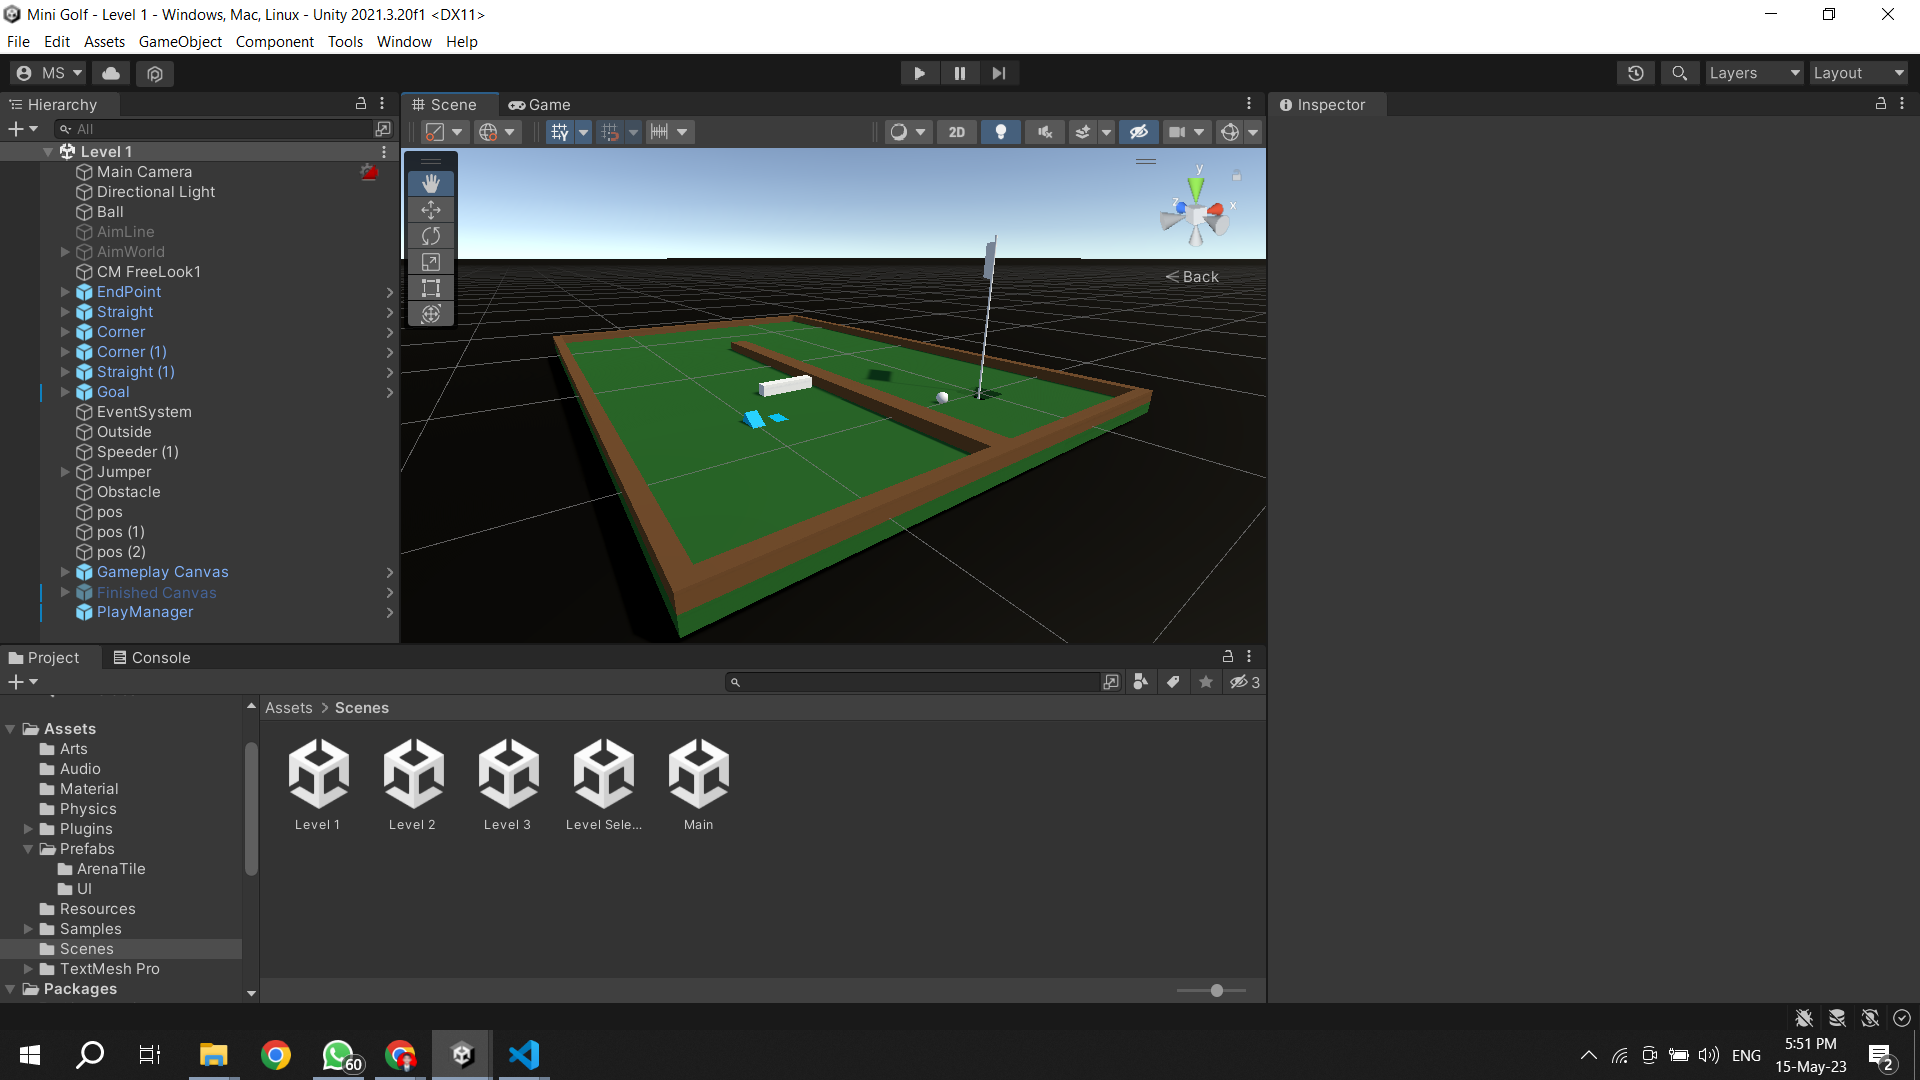 Mini Golf - Level 1 - Windows, Mac, Linux - Unity 2021.3.20f1 <DX11>
File Edit Assets GameObject Component Tools Window Help
MS Layers Layout
Hierarchy
All
Level 1
Main Camera
Directional Light
Ball
AimLine
AimWorld
CM FreeLook1
EndPoint
Straight
Corner
Corner (1)
Straight (1)
Goal
EventSystem
Outside
Speeder (1)
Jumper
Obstacle
pos
pos (1)
pos (2)
Gameplay Canvas
Finished Canvas
PlayManager
Scene Game
2D
y
z
x
Back
Inspector
Project Console
3
Assets
Arts
Audio
Material
Physics
Plugins
Prefabs
ArenaTile
UI
Resources
Samples
Scenes
TextMesh Pro
Packages
Assets > Scenes
Level 1 Level 2 Level 3 Level Sele... Main
60
ENG
5:51 PM
15-May-23
2